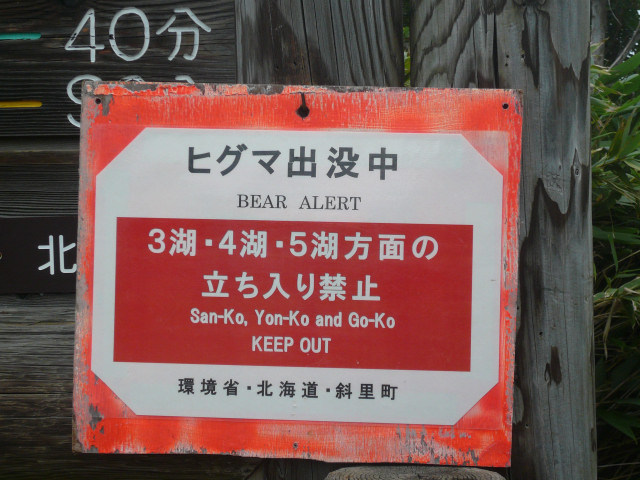 40分
ヒグマ出没中
BEAR ALERT
3湖・4湖・5湖方面の
立ち入り禁止
San-Ko, Yon-Ko and Go-Ko
KEEP OUT
環境省・北海道・斜里町
北